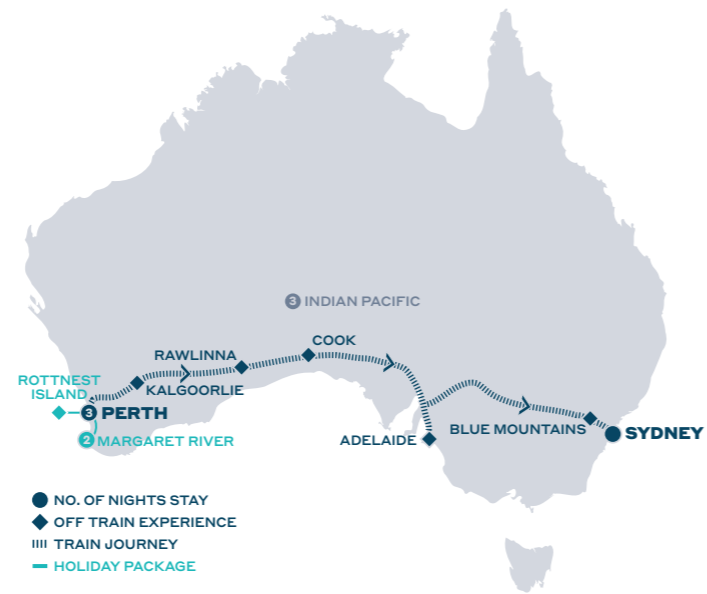 3 INDIAN PACIFIC
COOK
RAWLINNA
KALGOORLIE
ROTTNEST
ISLAND
3 PERTH
2 MARGARET RIVER
ADELAIDE
BLUE MOUNTAINS
SYDNEY
NO. OF NIGHTS STAY
OFF TRAIN EXPERIENCE
TRAIN JOURNEY
HOLIDAY PACKAGE